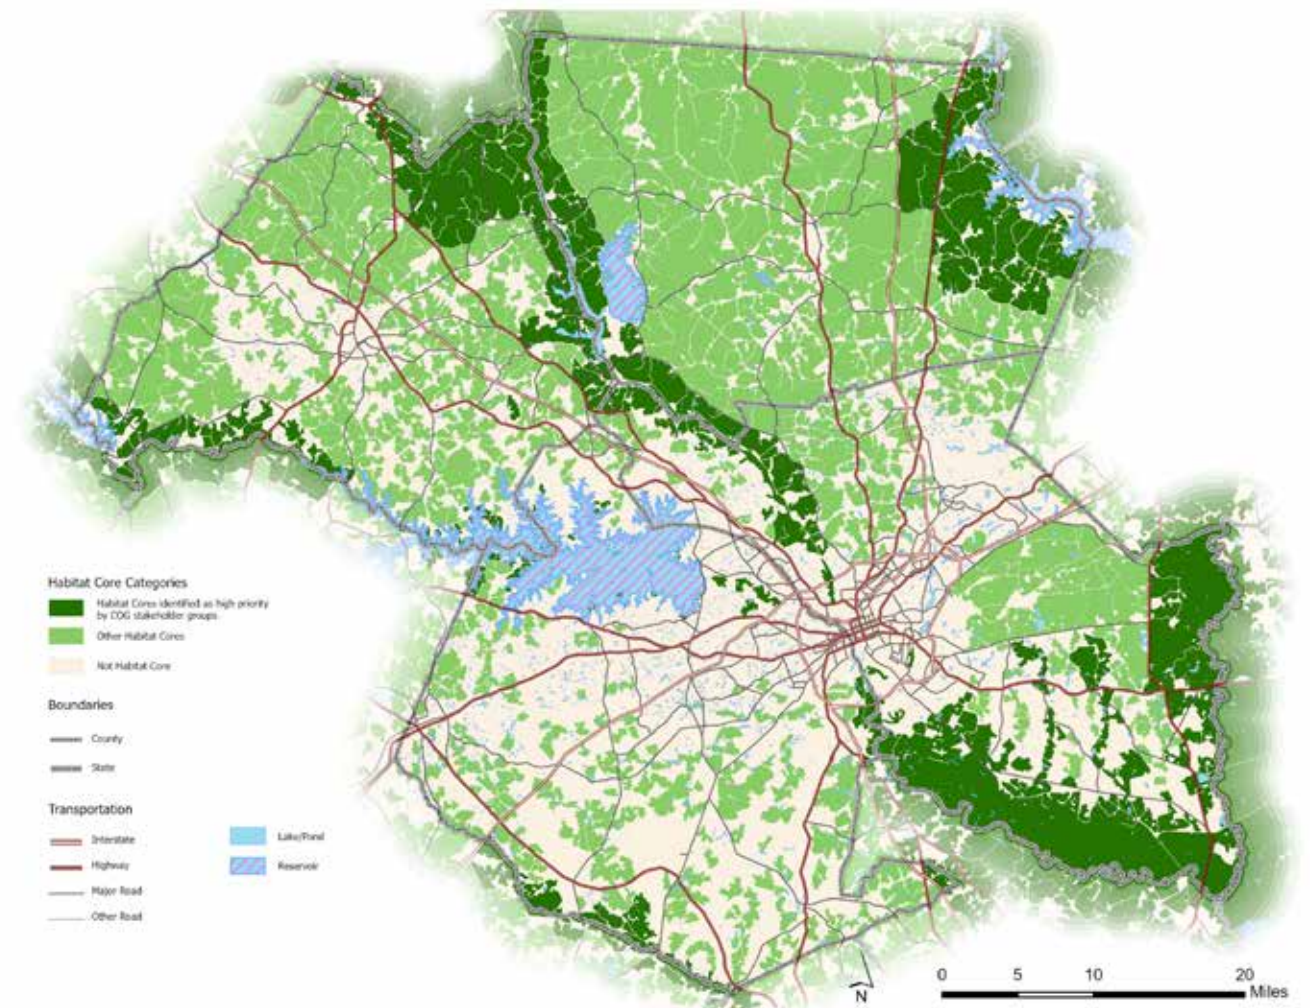 Habitat Core Categories
Habitat Cores identified as high priority
by COG stakeholder groups
Other Habitat Cores
Not Habitat Core
Boundaries
County
State
Transportation
Interstate
Highway
Major Road
Other Road
Lake/Pond
Reservoir
N
0 5 10 20
Miles